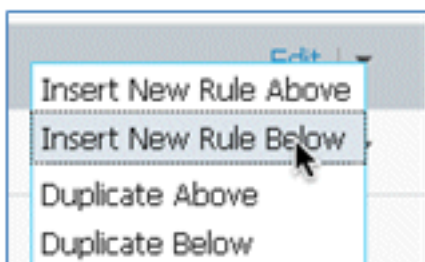 Edit
Insert New Rule Above
Insert New Rule Below
Duplicate Above
Duplicate Below